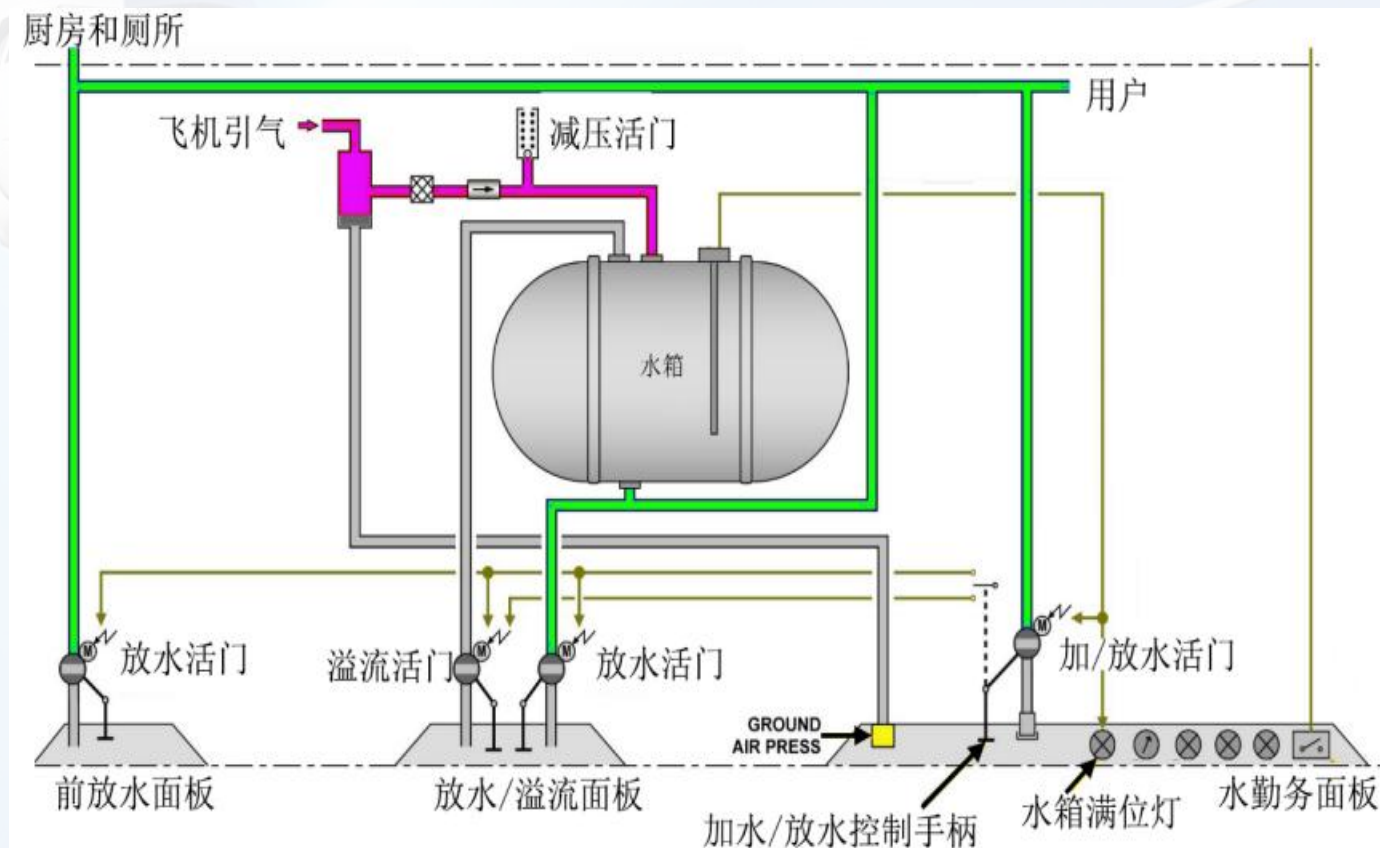 厨房和厕所
用户
飞机引气
减压活门
水箱
M
放水活门
溢流活门
M
M
放水活门
M
加/放水活门
GROUND
AIR PRESS
前放水面板
放水/溢流面板
加水/放水控制手柄
水箱满位灯
水勤务面板